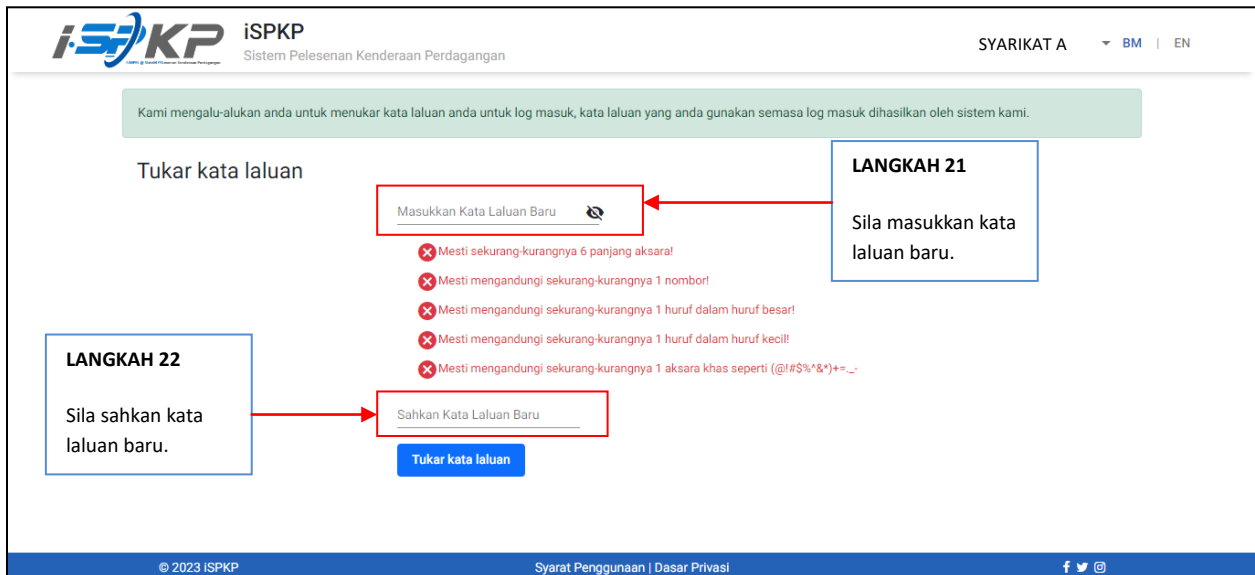 iSPKP
iSPKP
Sistem Pelesenan Kenderaan Perdagangan
SYARIKAT A
BM | EN
Kami mengalu-alukan anda untuk menukar kata laluan anda untuk log masuk, kata laluan yang anda gunakan semasa log masuk dihasilkan oleh sistem kami.
Tukar kata laluan
LANGKAH 21
Sila masukkan kata
laluan baru.
Masukkan Kata Laluan Baru
Mesti sekurang-kurangnya 6 panjang aksara!
Mesti mengandungi sekurang-kurangnya 1 nombor!
Mesti mengandungi sekurang-kurangnya 1 huruf dalam huruf besar!
Mesti mengandungi sekurang-kurangnya 1 huruf dalam huruf kecil!
Mesti mengandungi sekurang-kurangnya 1 aksara khas seperti (@!#$%^&*)+=._-
LANGKAH 22
Sila sahkan kata
laluan baru.
Sahkan Kata Laluan Baru
Tukar kata laluan
© 2023 iSPKP
Syarat Penggunaan | Dasar Privasi